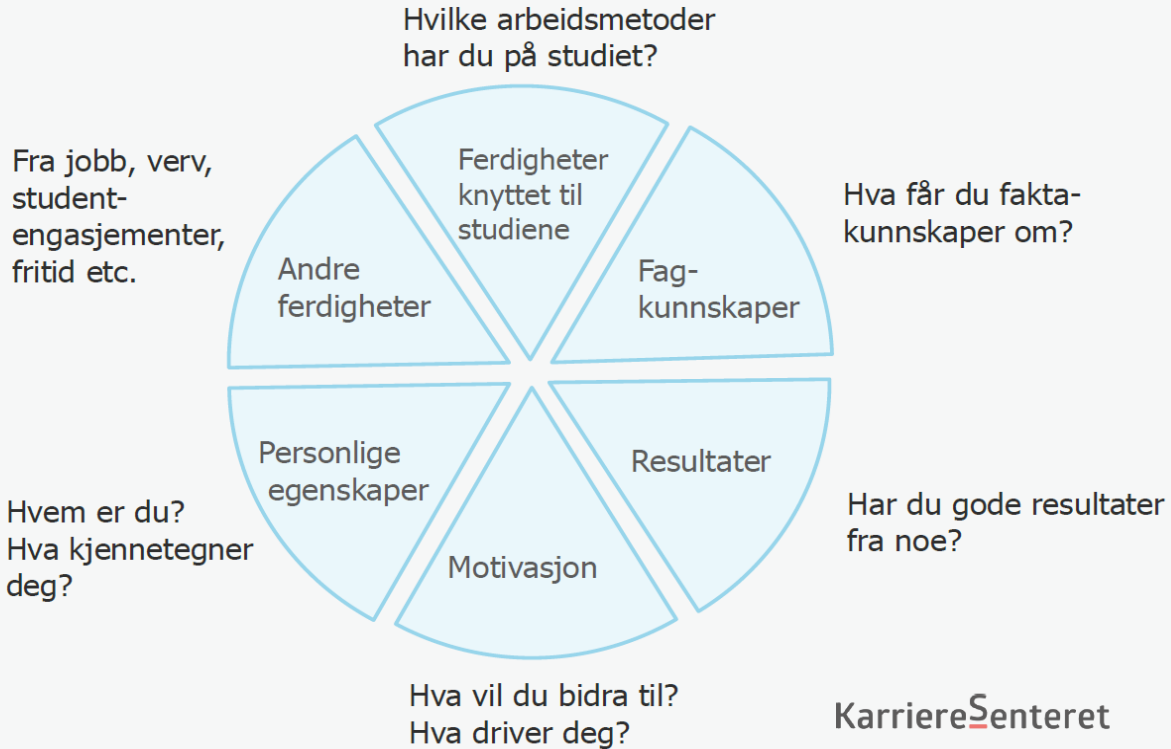 Hvilke arbeidsmetoder
har du på studiet?
Ferdigheter
knyttet til
studiene
Fag-
kunnskaper
Hva får du fakta-
kunnskaper om?
Resultater
Har du gode resultater
fra noe?
Motivasjon
Hva vil du bidra til?
Hva driver deg?
Personlige
egenskaper
Hvem er du?
Hva kjennetegner
deg?
Andre
ferdigheter
Fra jobb, verv,
student-
engasjementer,
fritid etc.
KarriereSenteret